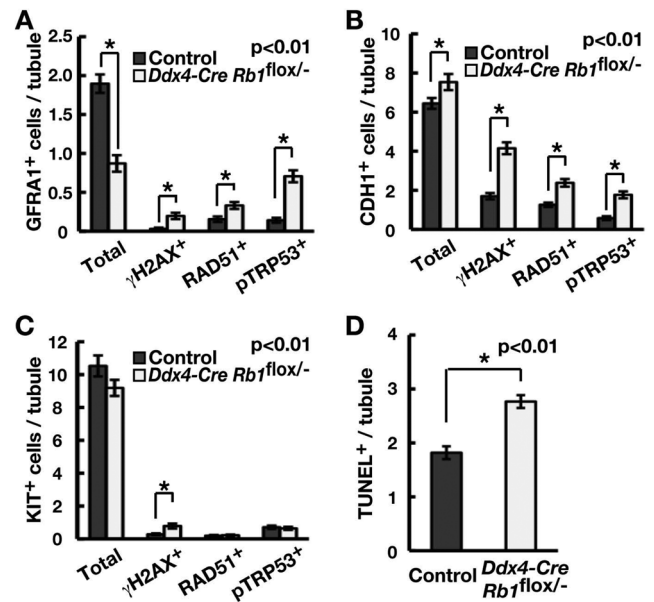 A
GFRA1⁺ cells / tubule
2.5
2.0
1.5
1.0
0.5
0
Control
Ddx4-Cre Rb1flox/-
p<0.01
*
*
*
*
Total
γH2AX⁺
RAD51⁺
pTRP53⁺
B
CDH1⁺ cells / tubule
10
8
6
4
2
0
Control
Ddx4-Cre Rb1flox/-
p<0.01
*
*
*
*
Total
γH2AX⁺
RAD51⁺
pTRP53⁺
C
KIT⁺ cells / tubule
12
10
8
6
4
2
0
Control
Ddx4-Cre Rb1flox/-
p<0.01
*
Total
γH2AX⁺
RAD51⁺
pTRP53⁺
D
TUNEL⁺ / tubule
4
3
2
1
0
p<0.01
*
Control
Ddx4-Cre
Rb1flox/-